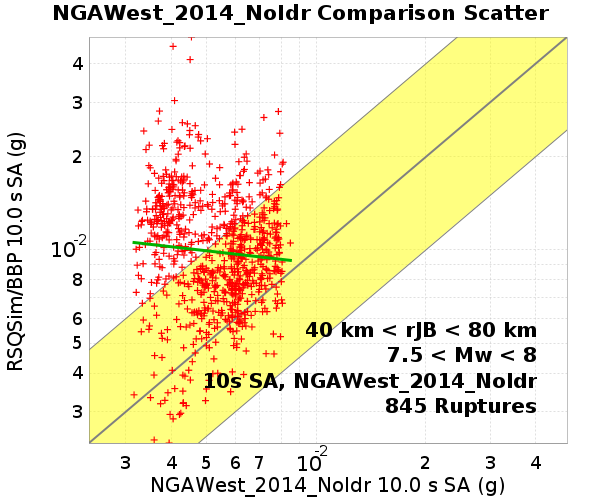 NGAWest_2014_NoIdr Comparison Scatter
RSQSim/BBP 10.0 s SA (g)
4
3
2
10-2
8
6
5
4
3
40 km < rJB < 80 km
7.5 < Mw < 8
10s SA, NGAWest_2014_NoIdr
845 Ruptures
3 4 5 6 7 10-2 2 3 4
NGAWest_2014_NoIdr 10.0 s SA (g)